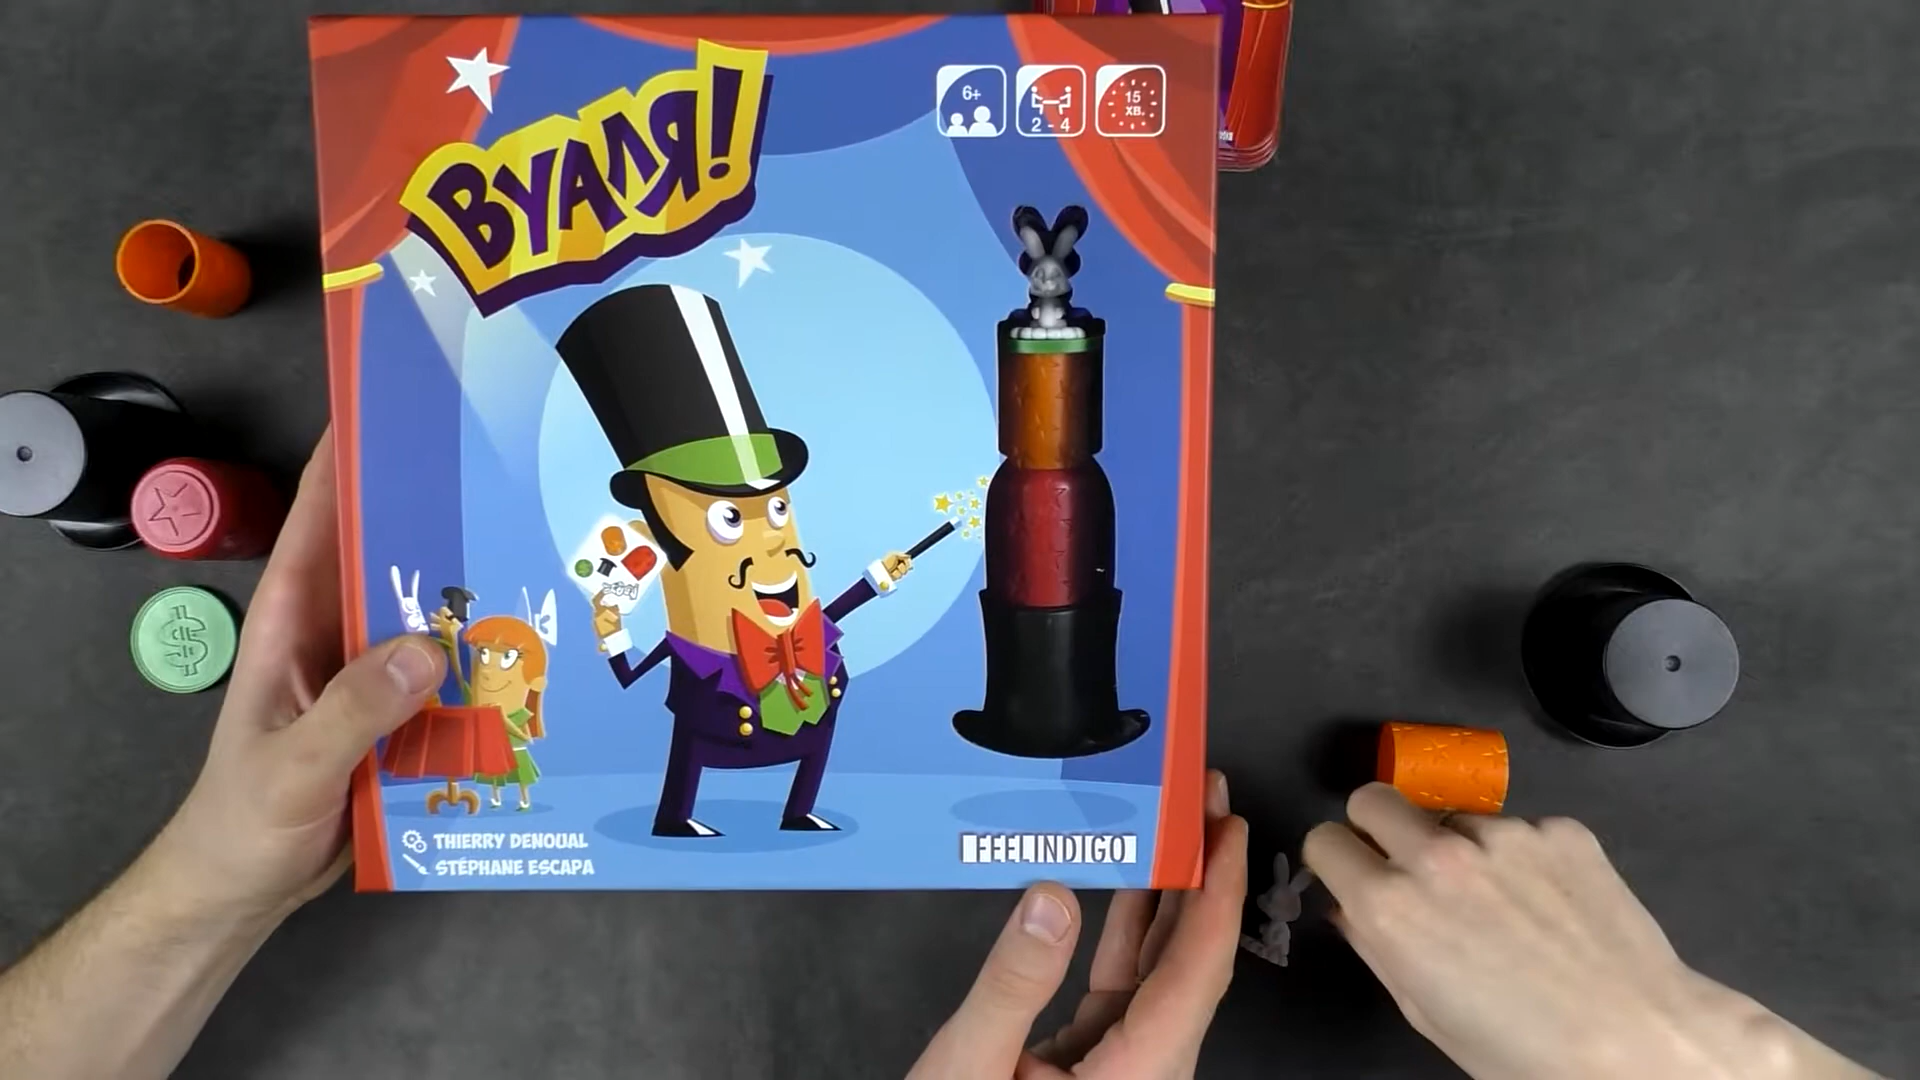 ВУАЛЯ!
6+
2 - 4
15
ХВ.
THIERRY DENOUAL
STÉPHANE ESCAPA
FEELINDIGO
$